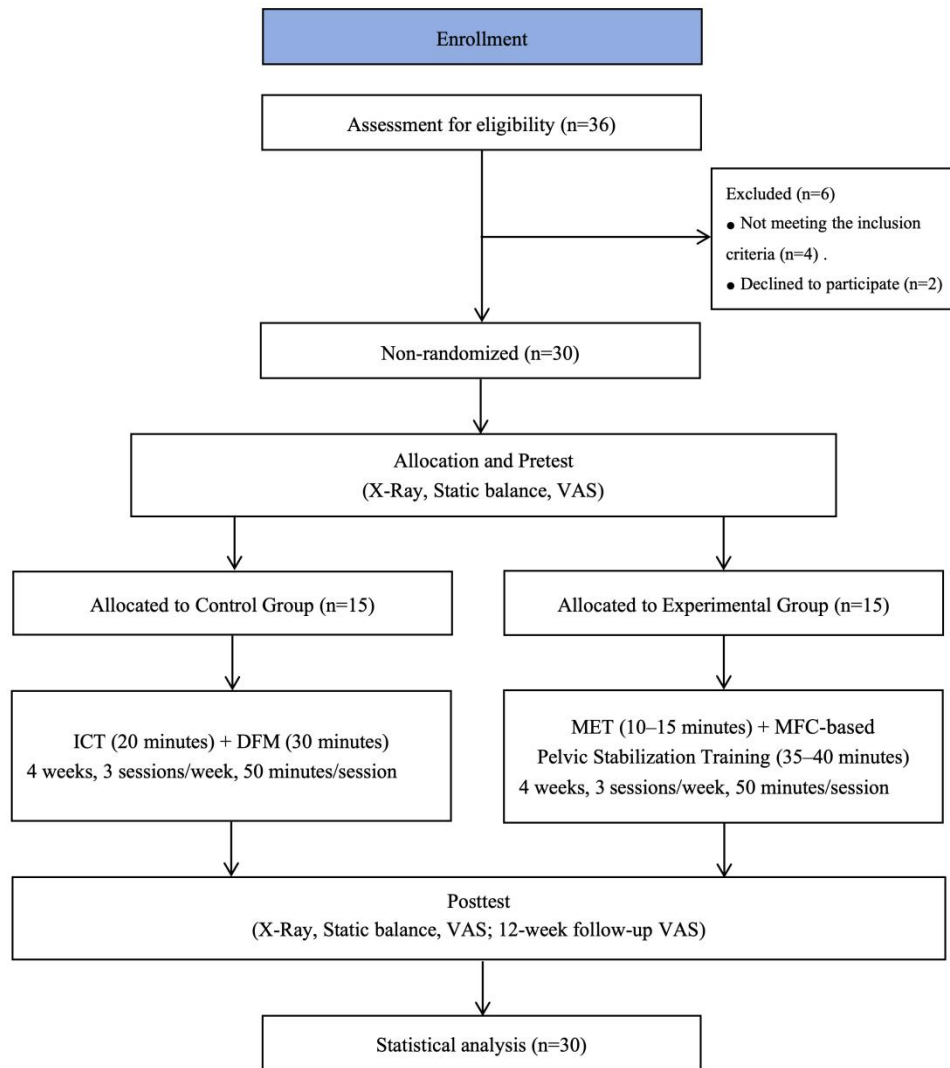 Enrollment
Assessment for eligibility (n=36)
Excluded (n=6)
● Not meeting the inclusion
criteria (n=4) .
● Declined to participate (n=2)
Non-randomized (n=30)
Allocation and Pretest
(X-Ray, Static balance, VAS)
Allocated to Control Group (n=15)
Allocated to Experimental Group (n=15)
ICT (20 minutes) + DFM (30 minutes)
4 weeks, 3 sessions/week, 50 minutes/session
MET (10–15 minutes) + MFC-based
Pelvic Stabilization Training (35–40 minutes)
4 weeks, 3 sessions/week, 50 minutes/session
Posttest
(X-Ray, Static balance, VAS; 12-week follow-up VAS)
Statistical analysis (n=30)